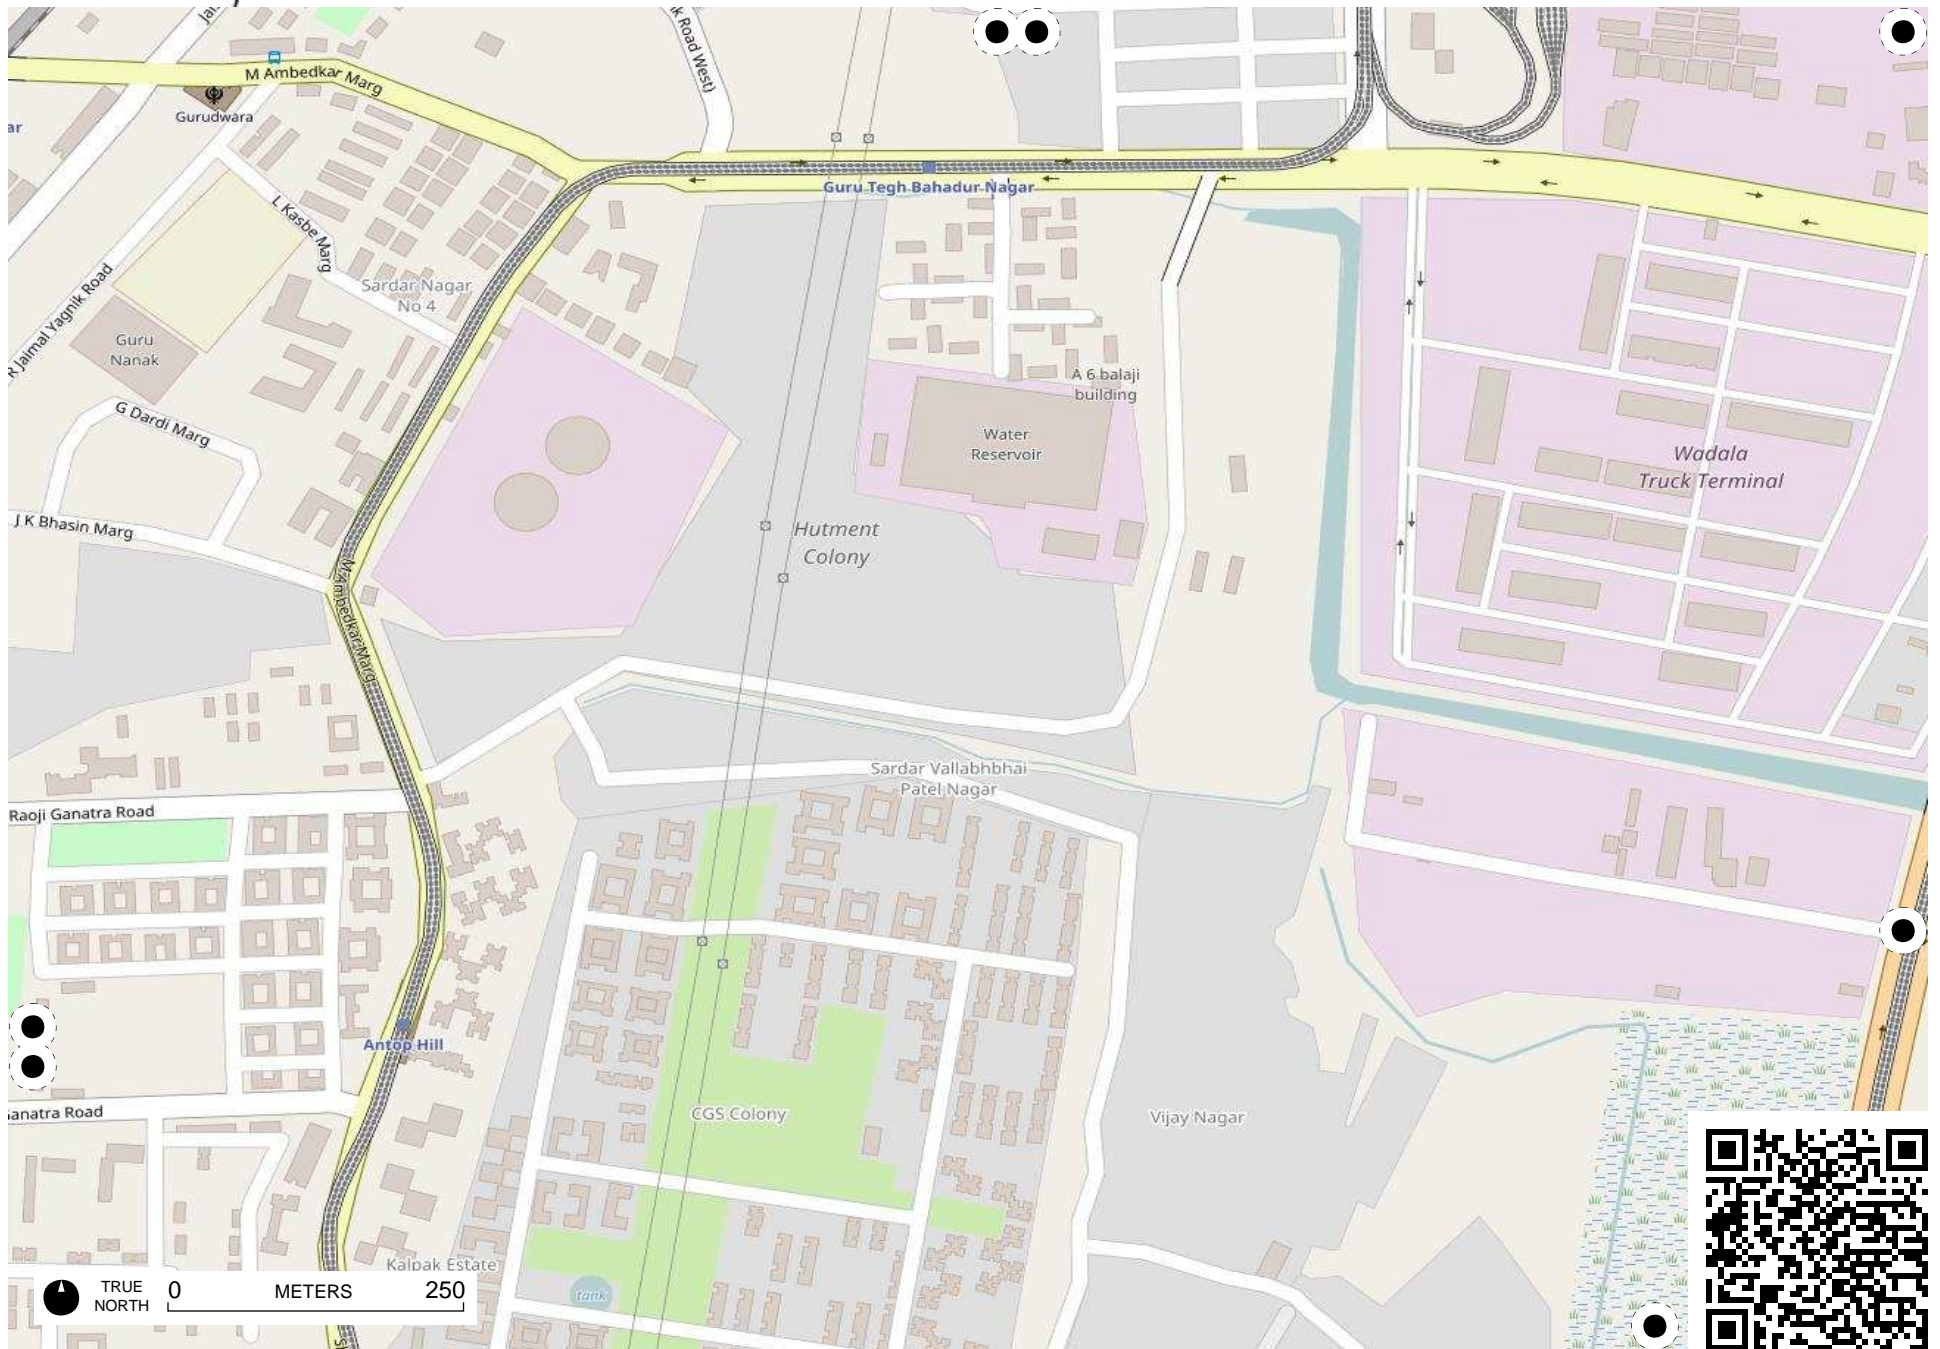 M Ambedkar Marg
Gurudwara
ar
k Road West)
Guru Tegh Bahadur Nagar
L Kasbe Marg
Sardar Nagar
No 4
R Jaimal Yagnik Road
Guru
Nanak
A 6 balaji
building
G Dardi Marg
Water
Reservoir
Wadala
Truck Terminal
J K Bhasin Marg
Hutment
Colony
M Ambedkar Marg
Sardar Vallabhbhai
Patel Nagar
Raoji Ganatra Road
Antop Hill
Ganatra Road
CGS Colony
Vijay Nagar
Kalpak Estate
tank
TRUE
NORTH
0 METERS 250